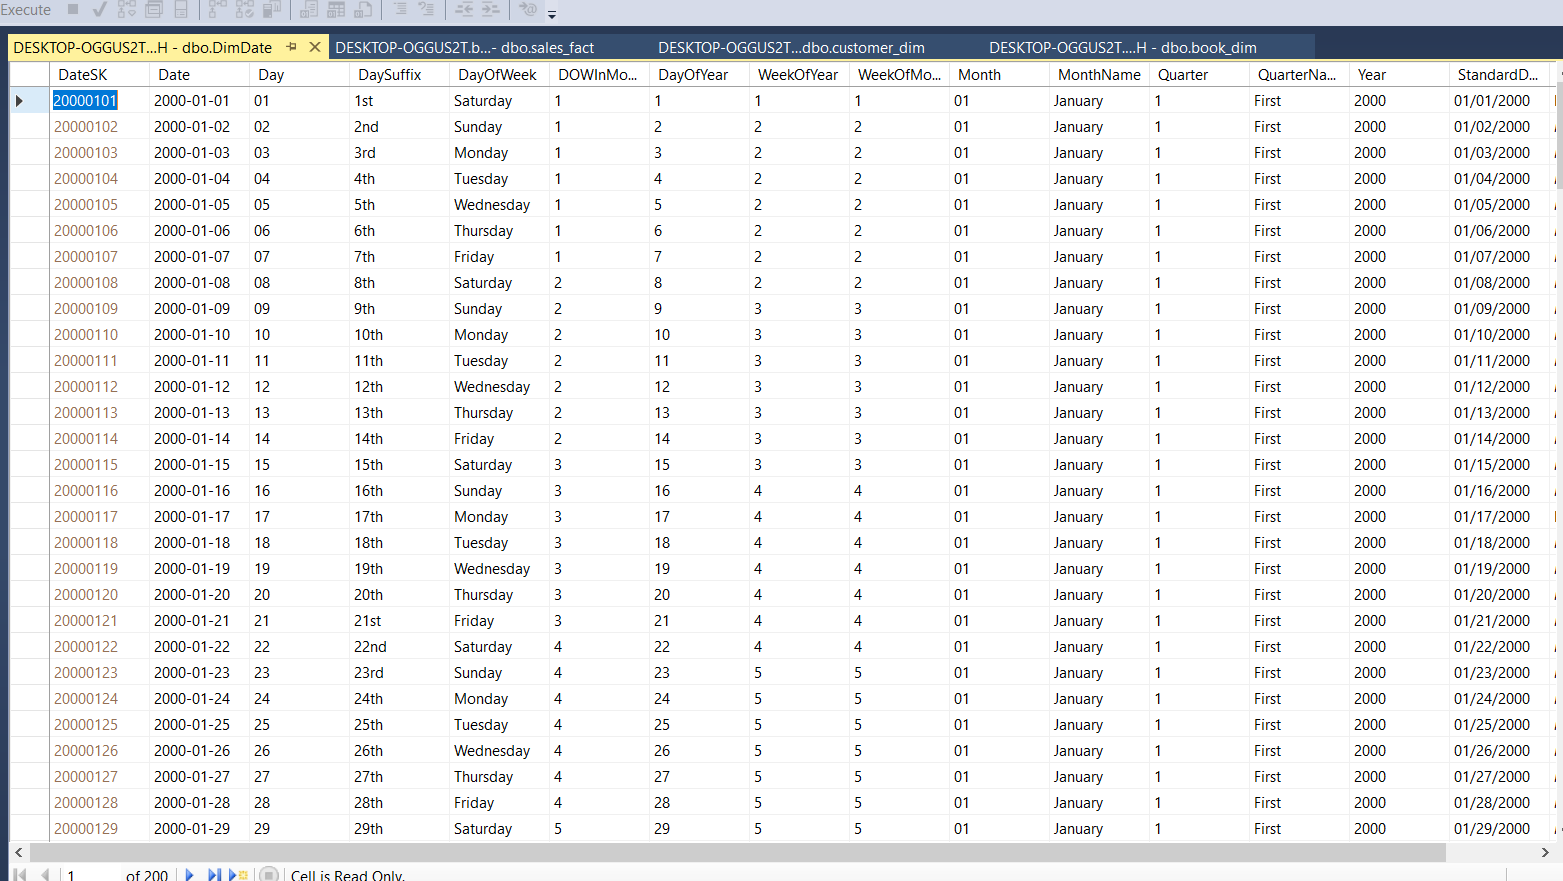 Execute
DESKTOP-OGGUS2T...H - dbo.DimDate DESKTOP-OGGUS2T.b...- dbo.sales_fact DESKTOP-OGGUS2T...dbo.customer_dim DESKTOP-OGGUS2T....H - dbo.book_dim
DateSK Date Day DaySuffix DayOfWeek DOWInMo... DayOfYear WeekOfYear WeekOfMo... Month MonthName Quarter QuarterNa... Year StandardD...
20000101 2000-01-01 01 1st Saturday 1 1 1 1 01 January 1 First 2000 01/01/2000
20000102 2000-01-02 02 2nd Sunday 1 2 2 2 01 January 1 First 2000 01/02/2000
20000103 2000-01-03 03 3rd Monday 1 3 2 2 01 January 1 First 2000 01/03/2000
20000104 2000-01-04 04 4th Tuesday 1 4 2 2 01 January 1 First 2000 01/04/2000
20000105 2000-01-05 05 5th Wednesday 1 5 2 2 01 January 1 First 2000 01/05/2000
20000106 2000-01-06 06 6th Thursday 1 6 2 2 01 January 1 First 2000 01/06/2000
20000107 2000-01-07 07 7th Friday 1 7 2 2 01 January 1 First 2000 01/07/2000
20000108 2000-01-08 08 8th Saturday 2 8 2 2 01 January 1 First 2000 01/08/2000
20000109 2000-01-09 09 9th Sunday 2 9 3 3 01 January 1 First 2000 01/09/2000
20000110 2000-01-10 10 10th Monday 2 10 3 3 01 January 1 First 2000 01/10/2000
20000111 2000-01-11 11 11th Tuesday 2 11 3 3 01 January 1 First 2000 01/11/2000
20000112 2000-01-12 12 12th Wednesday 2 12 3 3 01 January 1 First 2000 01/12/2000
20000113 2000-01-13 13 13th Thursday 2 13 3 3 01 January 1 First 2000 01/13/2000
20000114 2000-01-14 14 14th Friday 2 14 3 3 01 January 1 First 2000 01/14/2000
20000115 2000-01-15 15 15th Saturday 3 15 3 3 01 January 1 First 2000 01/15/2000
20000116 2000-01-16 16 16th Sunday 3 16 4 4 01 January 1 First 2000 01/16/2000
20000117 2000-01-17 17 17th Monday 3 17 4 4 01 January 1 First 2000 01/17/2000
20000118 2000-01-18 18 18th Tuesday 3 18 4 4 01 January 1 First 2000 01/18/2000
20000119 2000-01-19 19 19th Wednesday 3 19 4 4 01 January 1 First 2000 01/19/2000
20000120 2000-01-20 20 20th Thursday 3 20 4 4 01 January 1 First 2000 01/20/2000
20000121 2000-01-21 21 21st Friday 3 21 4 4 01 January 1 First 2000 01/21/2000
20000122 2000-01-22 22 22nd Saturday 4 22 4 4 01 January 1 First 2000 01/22/2000
20000123 2000-01-23 23 23rd Sunday 4 23 5 5 01 January 1 First 2000 01/23/2000
20000124 2000-01-24 24 24th Monday 4 24 5 5 01 January 1 First 2000 01/24/2000
20000125 2000-01-25 25 25th Tuesday 4 25 5 5 01 January 1 First 2000 01/25/2000
20000126 2000-01-26 26 26th Wednesday 4 26 5 5 01 January 1 First 2000 01/26/2000
20000127 2000-01-27 27 27th Thursday 4 27 5 5 01 January 1 First 2000 01/27/2000
20000128 2000-01-28 28 28th Friday 4 28 5 5 01 January 1 First 2000 01/28/2000
20000129 2000-01-29 29 29th Saturday 5 29 5 5 01 January 1 First 2000 01/29/2000
1 of 200 Cell is Read Only.